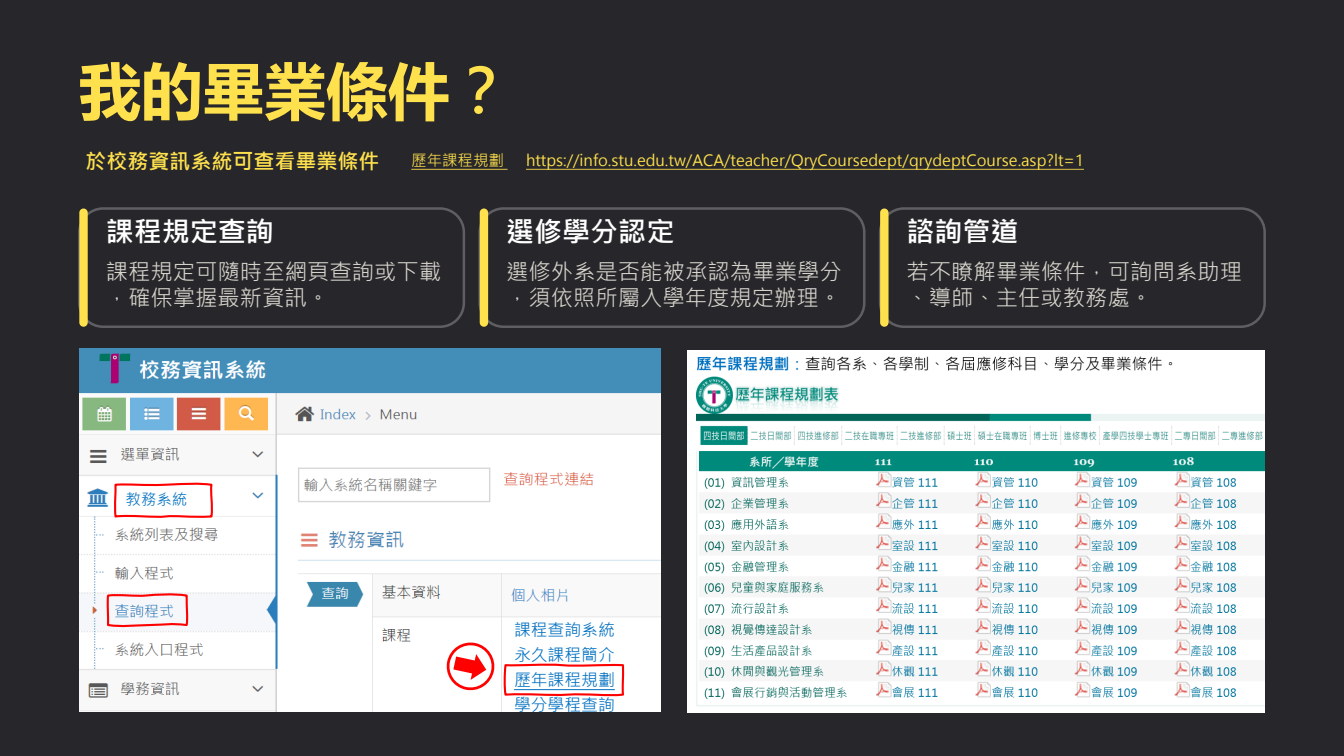 我的畢業條件？
於校務資訊系統可查看畢業條件 歷年課程規劃 https://info.stu.edu.tw/ACA/teacher/QryCoursedept/qrydeptCourse.asp?lt=1
課程規定查詢
課程規定可隨時至網頁查詢或下載
，確保掌握最新資訊。
選修學分認定
選修外系是否能被承認為畢業學分
，須依照所屬入學年度規定辦理。
諮詢管道
若不瞭解畢業條件，可詢問系助理
、導師、主任或教務處。
校務資訊系統
Index > Menu
選單資訊
教務系統
系統列表及搜尋
輸入程式
查詢程式
系統入口程式
學務資訊
輸入系統名稱關鍵字 查詢程式連結
教務資訊
查詢 基本資料 個人相片
課程 課程查詢系統
永久課程簡介
歷年課程規劃
學分學程查詢
歷年課程規劃：查詢各系、各學制、各屆應修科目、學分及畢業條件。
歷年課程規劃表
四技日間部 二技日間部 四技進修部 二技在職專班 二技進修部 碩士班 碩士在職專班 博士班 進修專校 產學四技學士專班 二專日間部 二專進修部
系所／學年度 111 110 109 108
(01) 資訊管理系 資管 111 資管 110 資管 109 資管 108
(02) 企業管理系 企管 111 企管 110 企管 109 企管 108
(03) 應用外語系 應外 111 應外 110 應外 109 應外 108
(04) 室內設計系 室設 111 室設 110 室設 109 室設 108
(05) 金融管理系 金融 111 金融 110 金融 109 金融 108
(06) 兒童與家庭服務系 兒家 111 兒家 110 兒家 109 兒家 108
(07) 流行設計系 流設 111 流設 110 流設 109 流設 108
(08) 視覺傳達設計系 視傳 111 視傳 110 視傳 109 視傳 108
(09) 生活產品設計系 產設 111 產設 110 產設 109 產設 108
(10) 休閒與觀光管理系 休觀 111 休觀 110 休觀 109 休觀 108
(11) 會展行銷與活動管理系 會展 111 會展 110 會展 109 會展 108